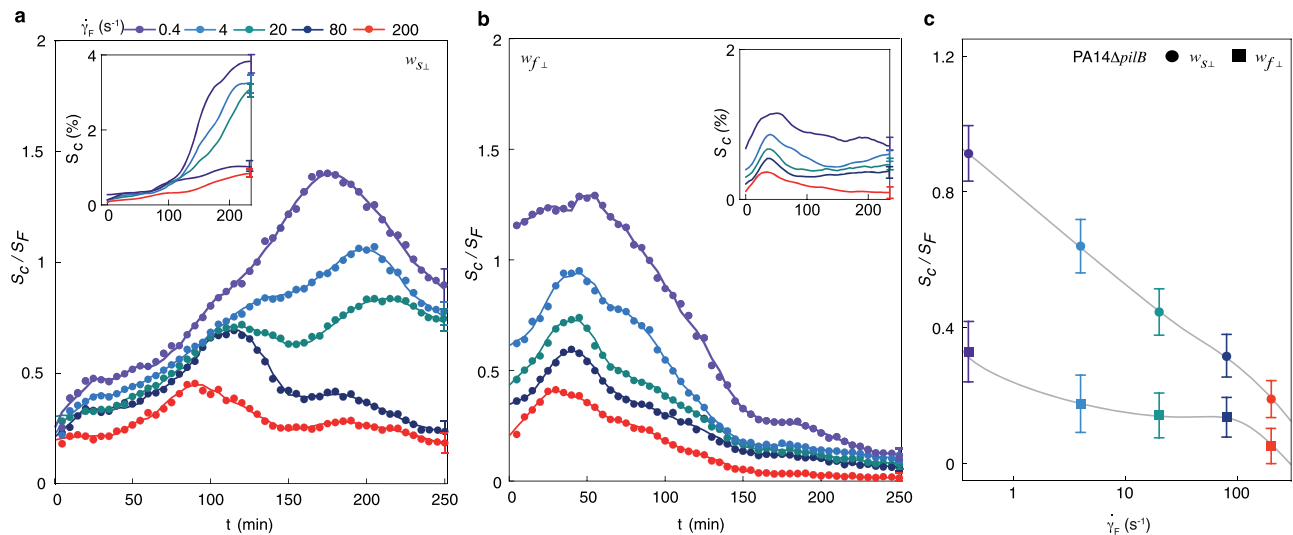 a
γ̇F (s-1) 0.4 4 20 80 200
2
1.5
1
0.5
0
Sc / SF
0 50 100 150 200 250
t (min)
ws⊥
4
2
0
Sc (%)
0 100 200
b
2
1.5
1
0.5
0
Sc / SF
0 50 100 150 200 250
t (min)
wf⊥
2
1
0
Sc (%)
0 100 200
c
1.2
0.8
0.4
0
Sc / SF
PA14ΔpilB ws⊥ wf⊥
1 10 100
γ̇F (s-1)